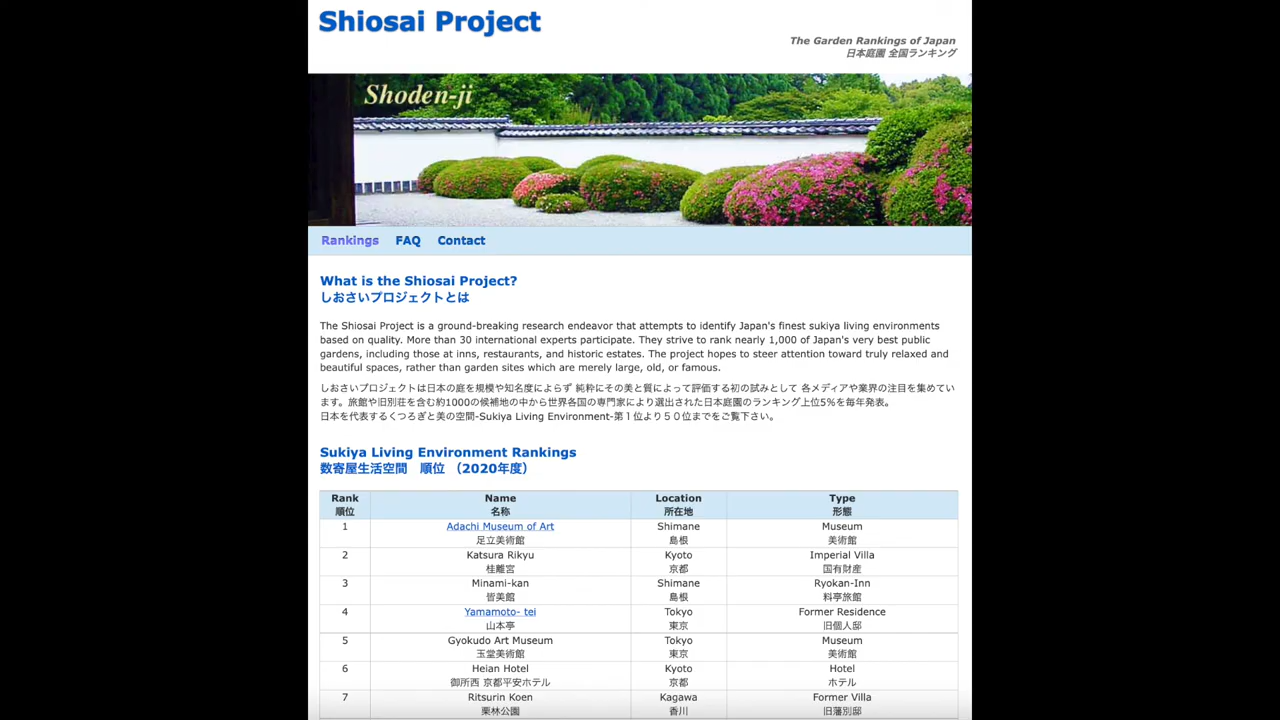 Shiosai Project
The Garden Rankings of Japan
日本庭園 全国ランキング
Shoden-ji
Rankings FAQ Contact
What is the Shiosai Project?
しおさいプロジェクトとは
The Shiosai Project is a ground-breaking research endeavor that attempts to identify Japan's finest sukiya living environments
based on quality. More than 30 international experts participate. They strive to rank nearly 1,000 of Japan's very best public
gardens, including those at inns, restaurants, and historic estates. The project hopes to steer attention toward truly relaxed and
beautiful spaces, rather than garden sites which are merely large, old, or famous.
しおさいプロジェクトは日本の庭を規模や知名度によらず 純粋にその美と質によって評価する初の試みとして 各メディアや業界の注目を集めてい
ます。旅館や旧別荘を含む約1000の候補地の中から世界各国の専門家により選出された日本庭園のランキング上位5%を毎年発表。
日本を代表するくつろぎと美の空間-Sukiya Living Environment-第１位より５０位までをご覧下さい。
Sukiya Living Environment Rankings
数寄屋生活空間　順位 （2020年度）
Rank Name Location Type
順位 名称 所在地 形態
1 Adachi Museum of Art Shimane Museum
足立美術館 島根 美術館
2 Katsura Rikyu Kyoto Imperial Villa
桂離宮 京都 国有財産
3 Minami-kan Shimane Ryokan-Inn
皆美館 島根 料亭旅館
4 Yamamoto- tei Tokyo Former Residence
山本亭 東京 旧個人邸
5 Gyokudo Art Museum Tokyo Museum
玉堂美術館 東京 美術館
6 Heian Hotel Kyoto Hotel
御所西 京都平安ホテル 京都 ホテル
7 Ritsurin Koen Kagawa Former Villa
栗林公園 香川 旧藩別邸